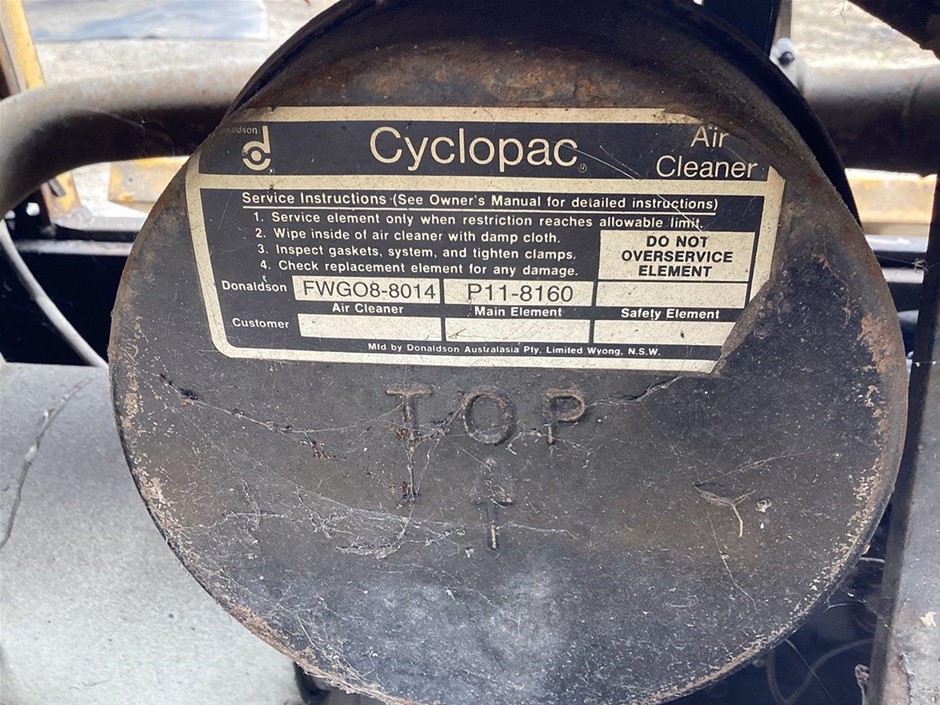 Donaldson
Cyclopac
Air
Cleaner
Service Instructions (See Owner's Manual for detailed instructions)
1. Service element only when restriction reaches allowable limit.
2. Wipe inside of air cleaner with damp cloth.
3. Inspect gaskets, system, and tighten clamps.
4. Check replacement element for any damage.
DO NOT
OVERSERVICE
ELEMENT
Donaldson FWGO8-8014 P11-8160
Air Cleaner Main Element Safety Element
Customer
Mfd by Donaldson Australasia Pty. Limited Wyong, N.S.W.
TOP